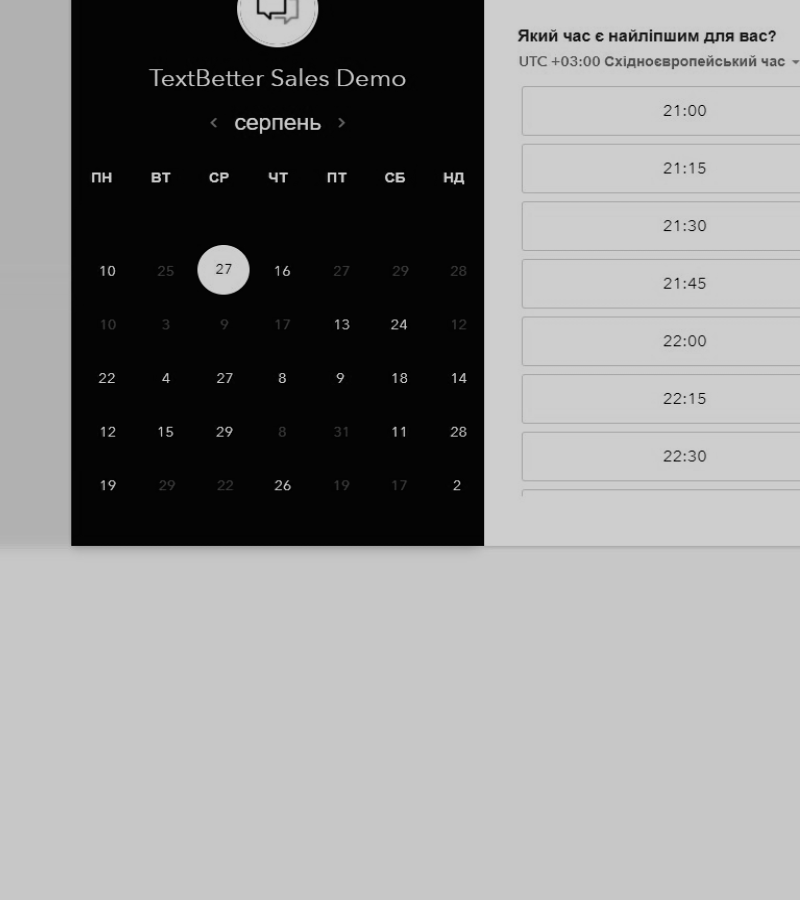 TextBetter Sales Demo
серпень
ПН ВТ СР ЧТ ПТ СБ НД
10 25 27 16 27 29 28
10 3 9 17 13 24 12
22 4 27 8 9 18 14
12 15 29 8 31 11 28
19 29 22 26 19 17 2
Який час є найліпшим для вас?
UTC +03:00 Східноєвропейський час
21:00
21:15
21:30
21:45
22:00
22:15
22:30